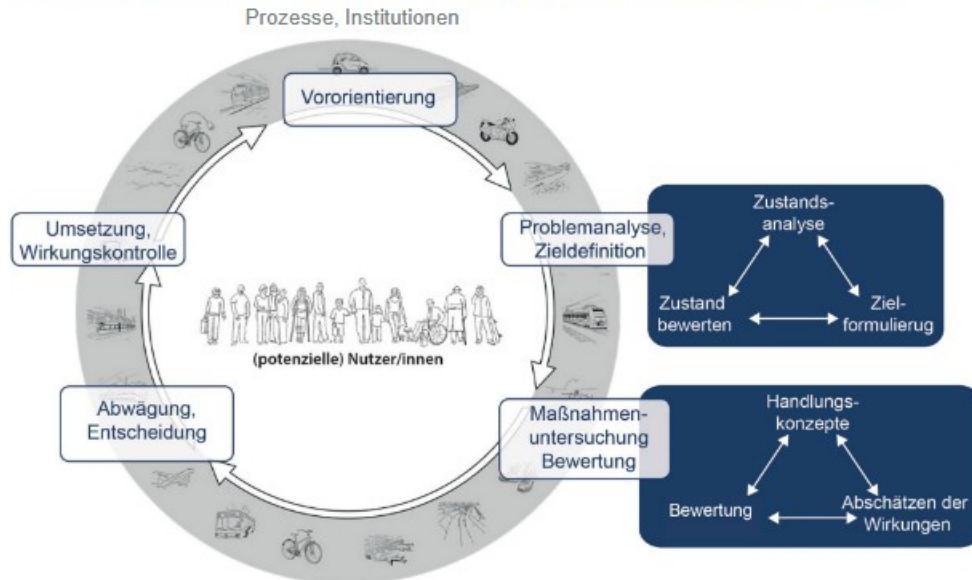 Prozesse, Institutionen
Vororientierung
Problemanalyse,
Zieldefinition
Zustands-
analyse
Zustand
bewerten
Ziel-
formulierug
Maßnahmen-
untersuchung
Bewertung
Handlungs-
konzepte
Bewertung
Abschätzen der
Wirkungen
Abwägung,
Entscheidung
Umsetzung,
Wirkungskontrolle
(potenzielle) Nutzer/innen